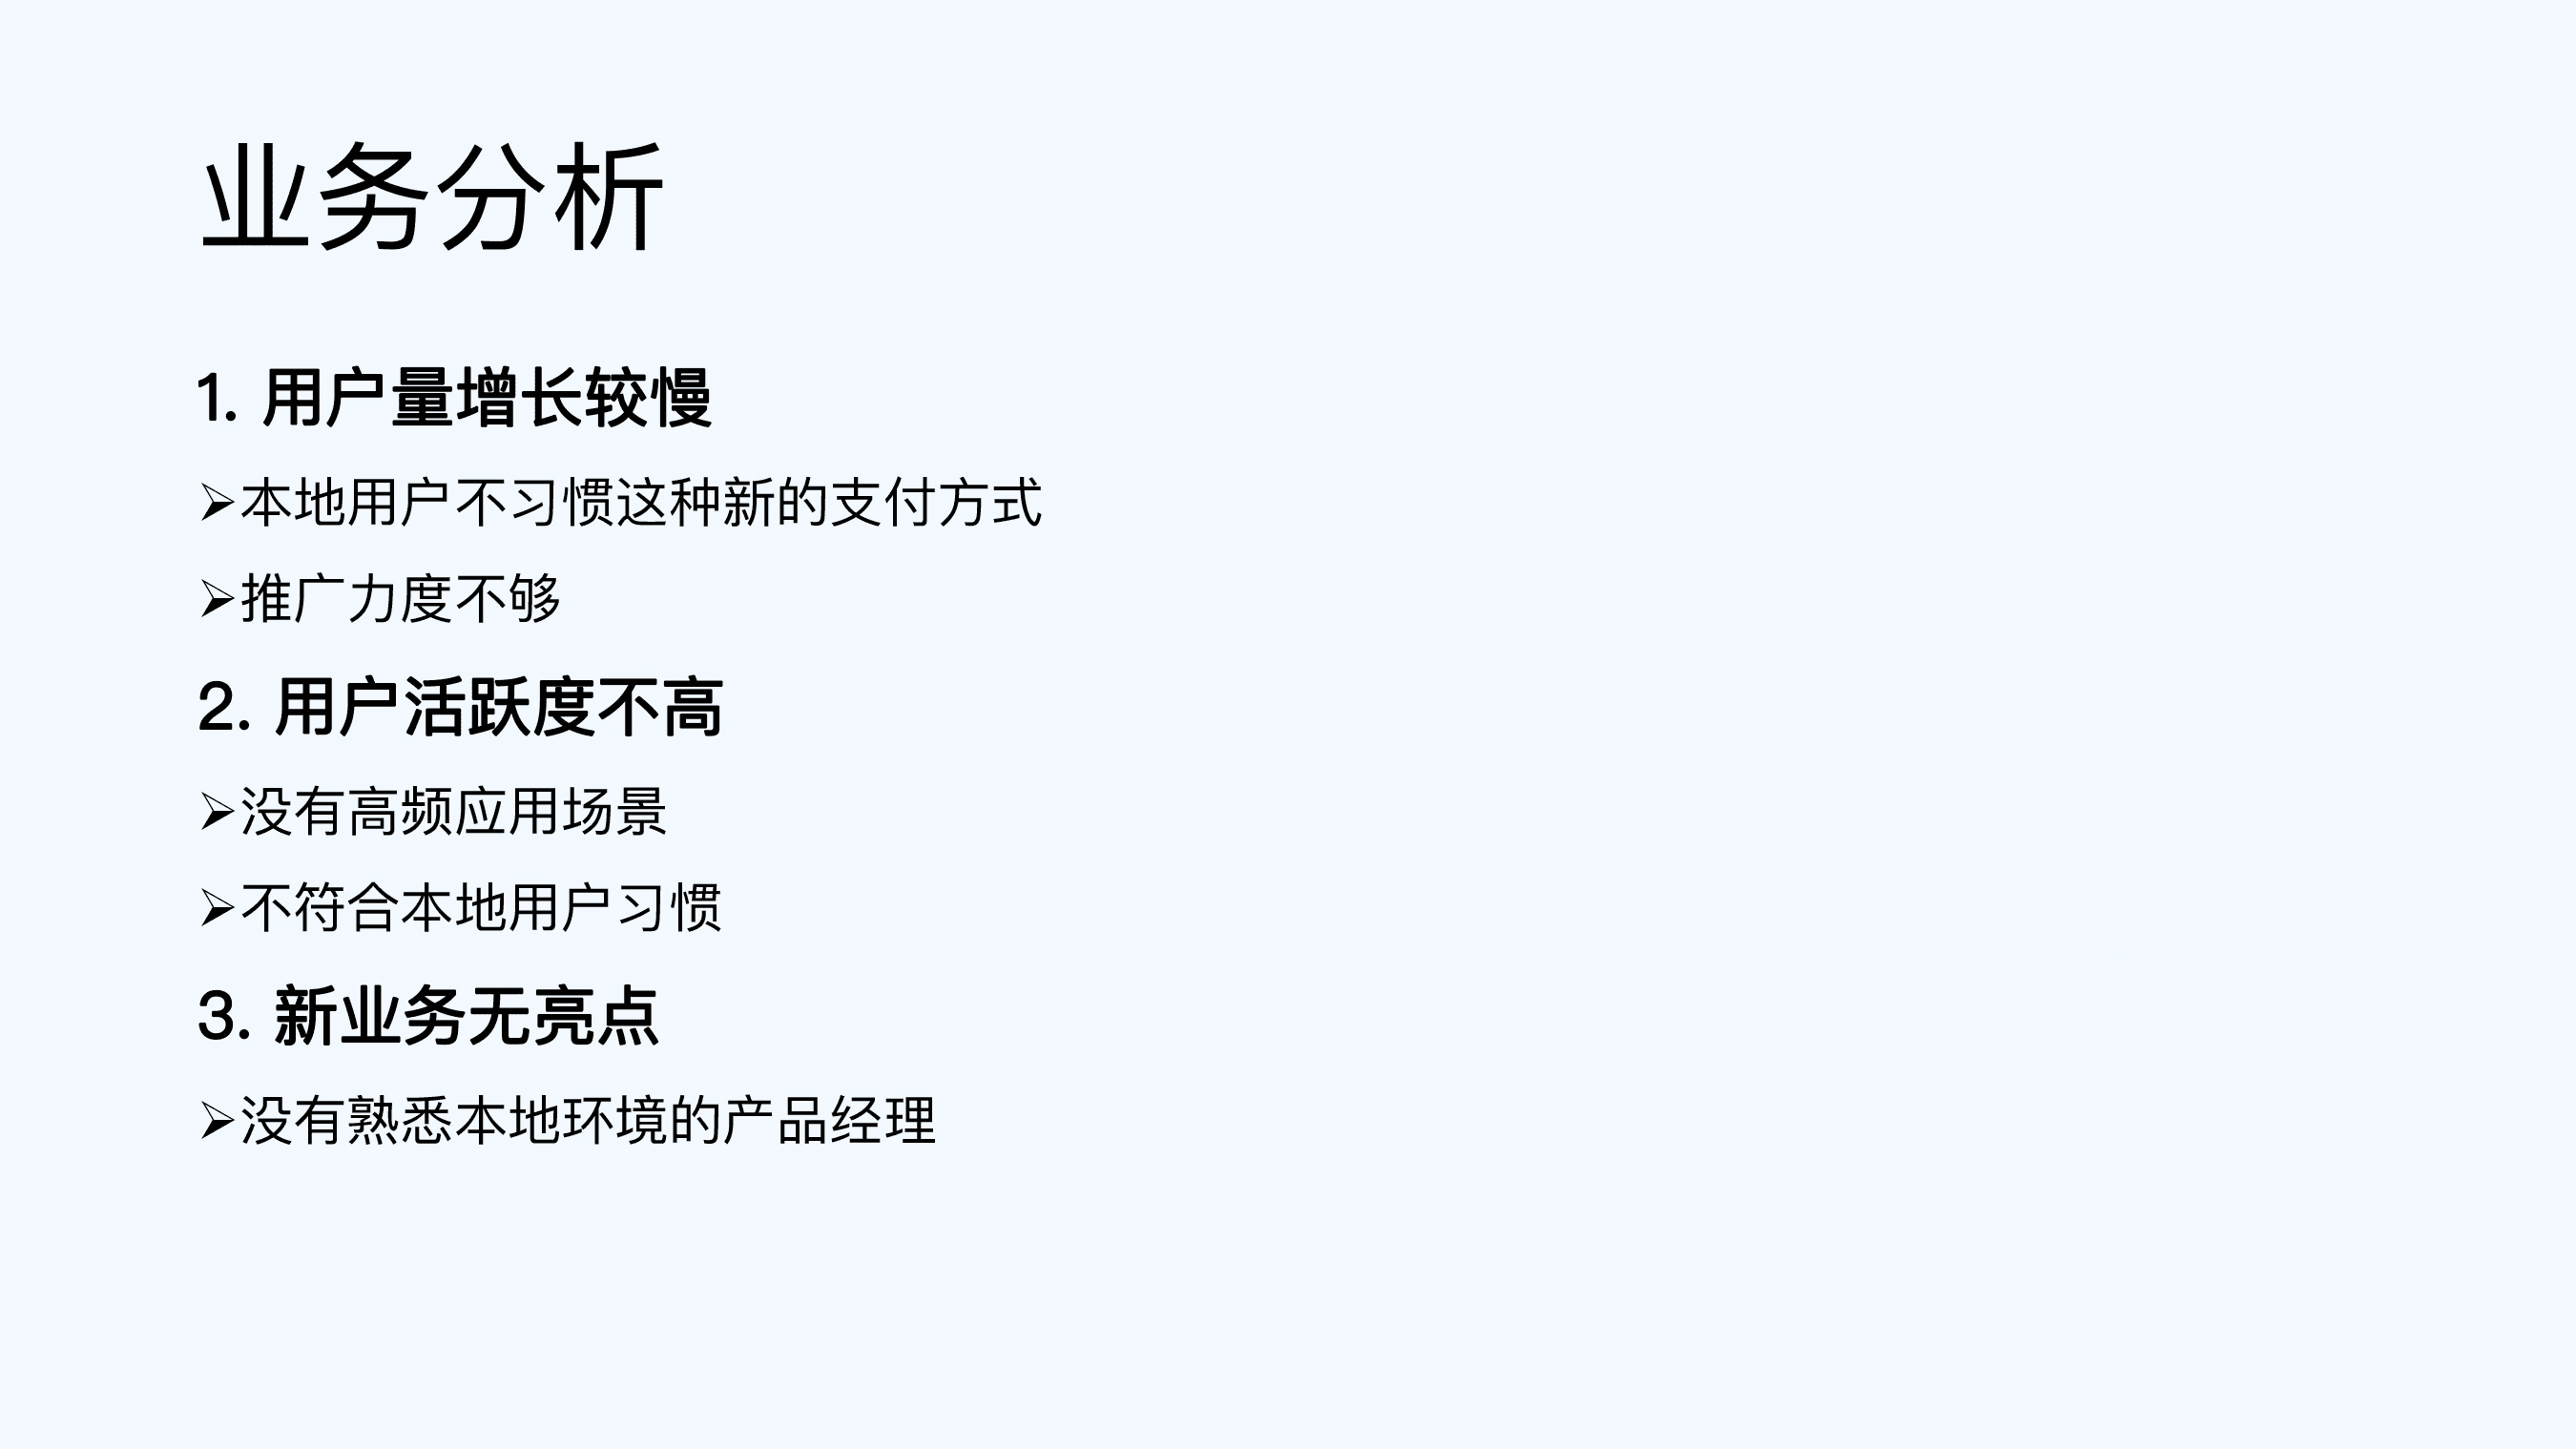 业务分析
1. 用户量增长较慢
➢本地用户不习惯这种新的支付方式
➢推广力度不够
2. 用户活跃度不高
➢没有高频应用场景
➢不符合本地用户习惯
3. 新业务无亮点
➢没有熟悉本地环境的产品经理